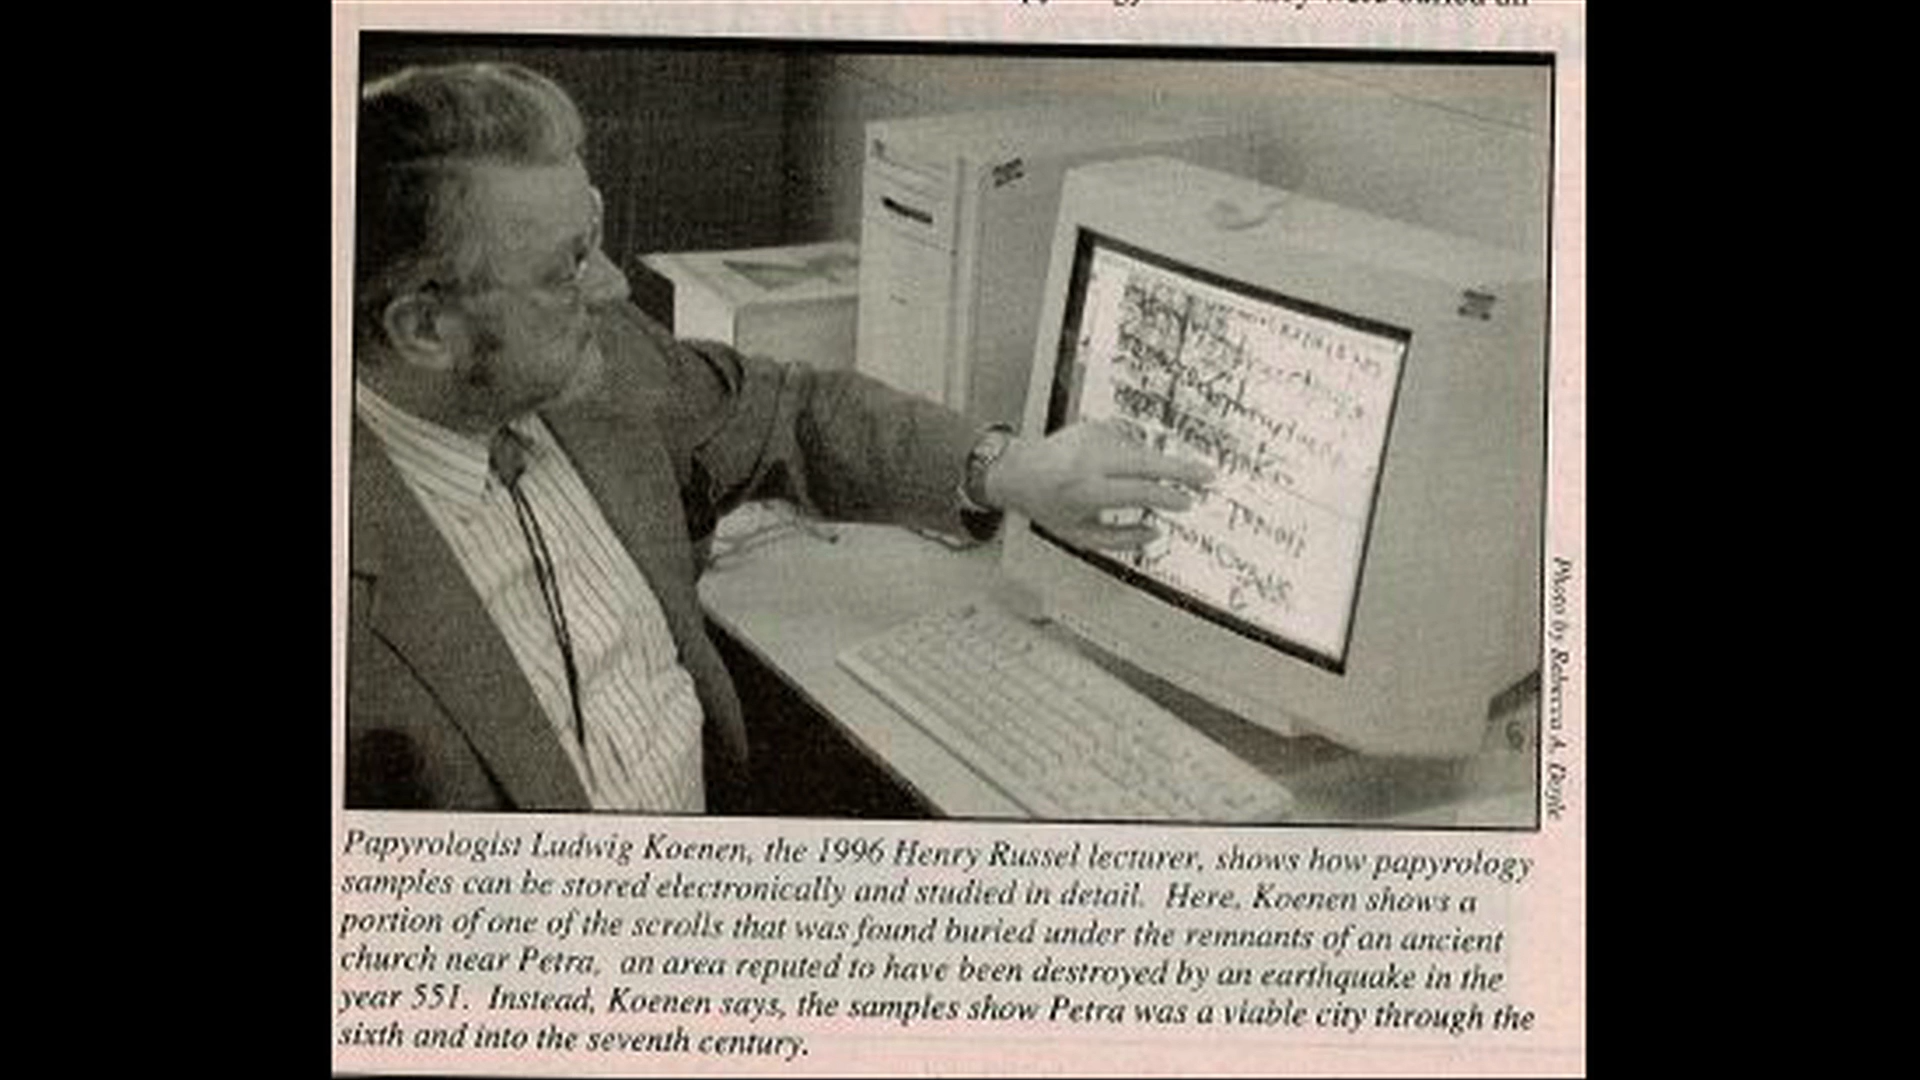 buried
Papyrologist Ludwig Koenen, the 1996 Henry Russel lecturer, shows how papyrology
samples can be stored electronically and studied in detail. Here, Koenen shows a
portion of one of the scrolls that was found buried under the remnants of an ancient
church near Petra, an area reputed to have been destroyed by an earthquake in the
year 551. Instead, Koenen says, the samples show Petra was a viable city through the
sixth and into the seventh century.
Photo by Rebecca A. Doyle